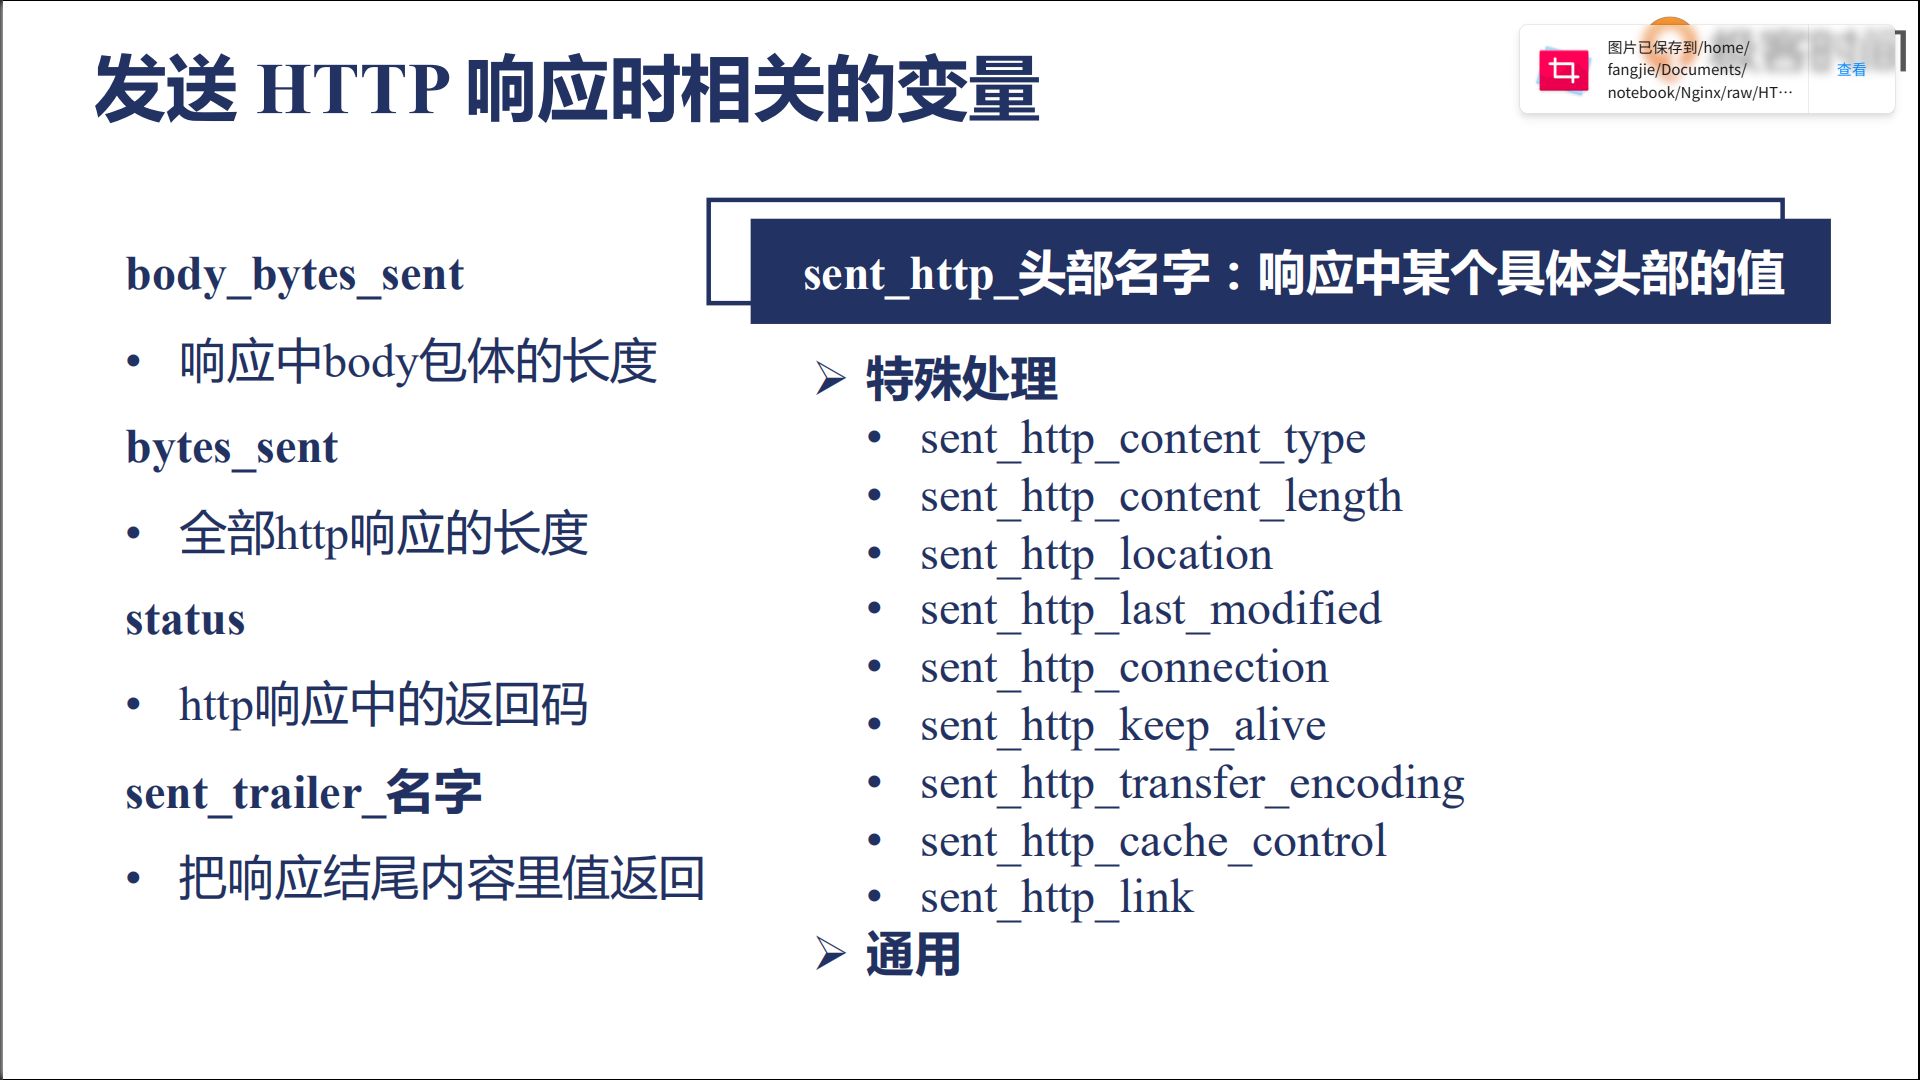 发送 HTTP 响应时相关的变量
图片已保存到/home/
fangjie/Documents/
notebook/Nginx/raw/HT…
查看
body_bytes_sent
• 响应中body包体的长度
bytes_sent
• 全部http响应的长度
status
• http响应中的返回码
sent_trailer_名字
• 把响应结尾内容里值返回
sent_http_头部名字：响应中某个具体头部的值
➢ 特殊处理
• sent_http_content_type
• sent_http_content_length
• sent_http_location
• sent_http_last_modified
• sent_http_connection
• sent_http_keep_alive
• sent_http_transfer_encoding
• sent_http_cache_control
• sent_http_link
➢ 通用